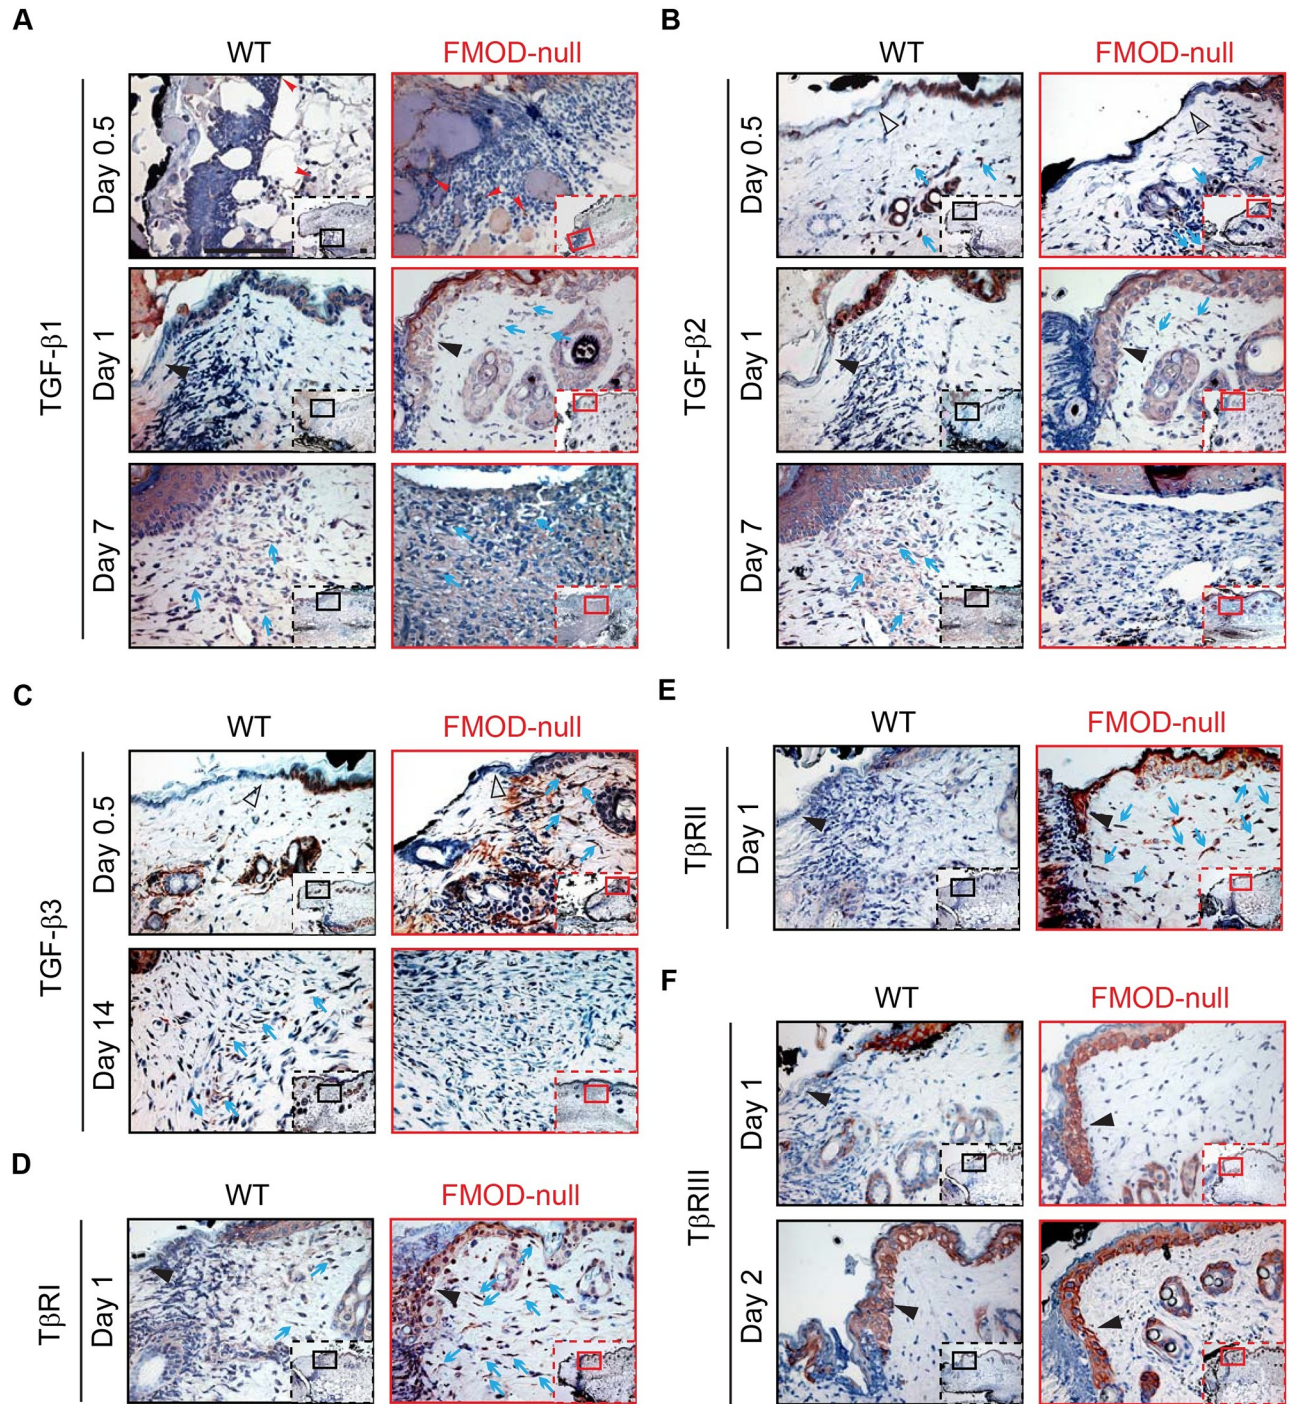 A
WT
FMOD-null
TGF-β1
Day 0.5
Day 1
Day 7
B
WT
FMOD-null
TGF-β2
Day 0.5
Day 1
Day 7
C
WT
FMOD-null
TGF-β3
Day 0.5
Day 14
D
WT
FMOD-null
TβRI
Day 1
E
WT
FMOD-null
TβRII
Day 1
F
WT
FMOD-null
TβRIII
Day 1
Day 2